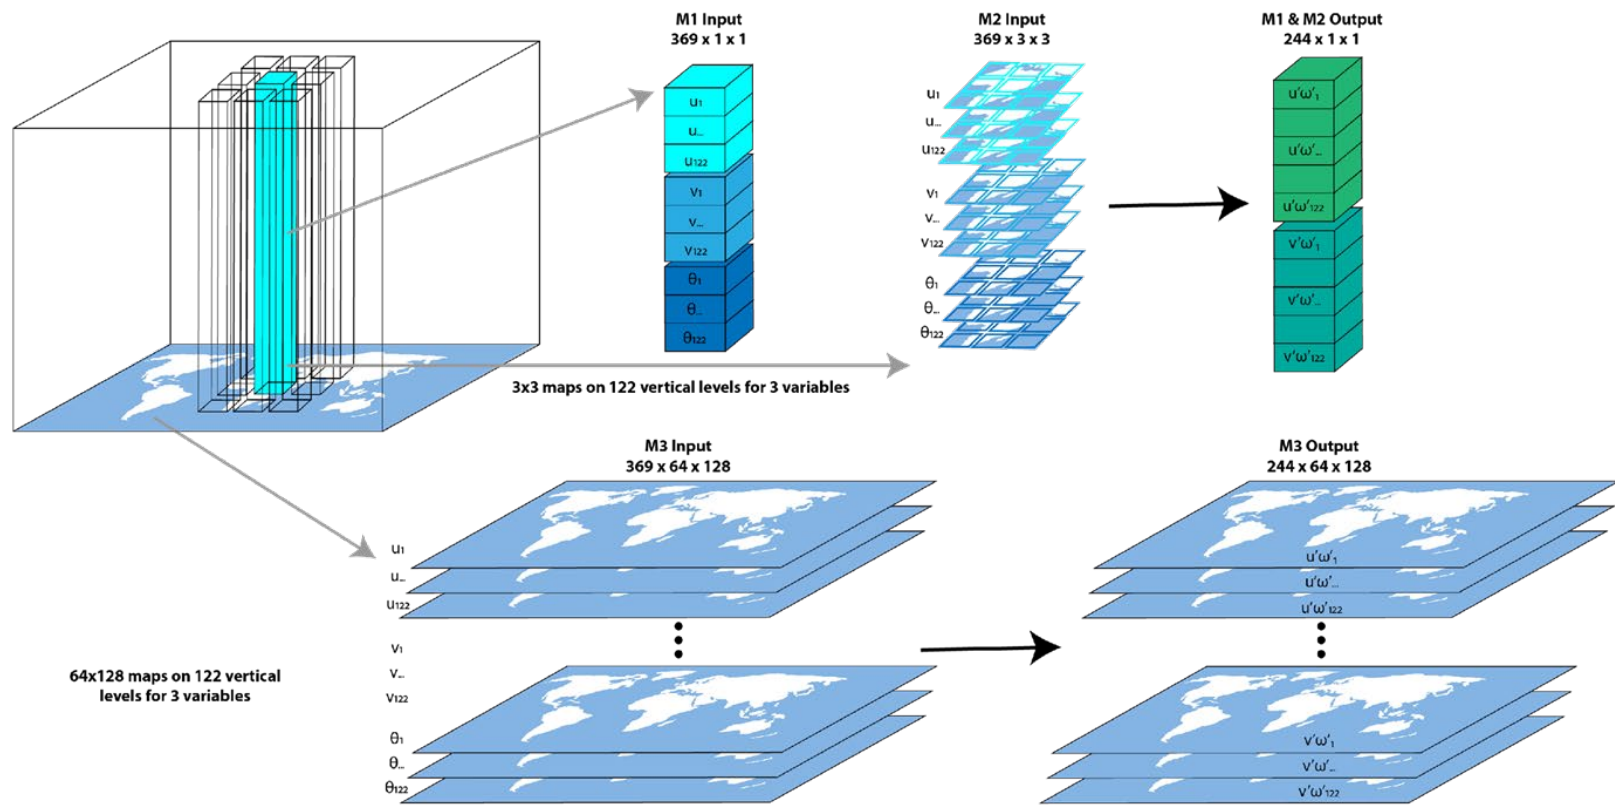 M1 Input
369 x 1 x 1
u1
u...
u122
v1
v...
v122
θ1
θ...
θ122
M2 Input
369 x 3 x 3
u1
u...
u122
v1
v...
v122
θ1
θ...
θ122
M1 & M2 Output
244 x 1 x 1
u'ω'1
u'ω'...
u'ω'122
v'ω'1
v'ω'...
v'ω'122
3x3 maps on 122 vertical levels for 3 variables
M3 Input
369 x 64 x 128
u1
u...
u122
v1
v...
v122
θ1
θ...
θ122
64x128 maps on 122 vertical
levels for 3 variables
M3 Output
244 x 64 x 128
u'ω'1
u'ω'...
u'ω'122
v'ω'1
v'ω'...
v'ω'122